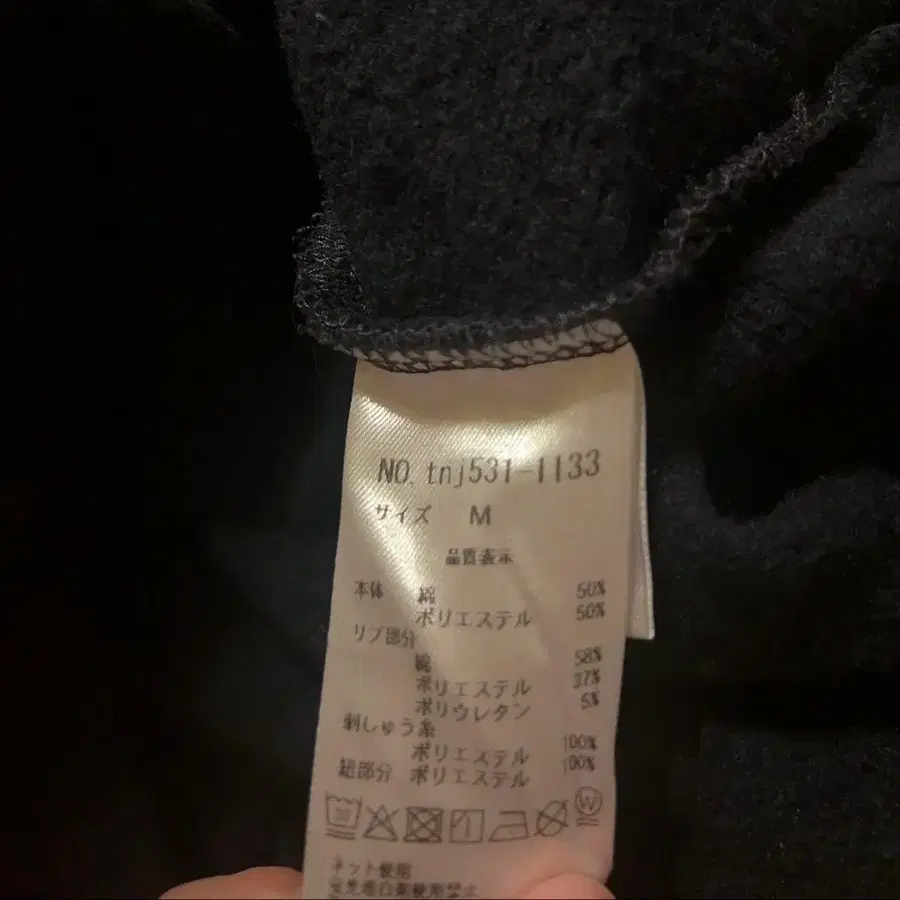 NO. tnj531-1133
サイズ M
品質表示
本体 綿 50%
ポリエステル 50%
リブ部分
綿 58%
ポリエステル 37%
ポリウレタン 5%
刺しゅう糸
ポリエステル 100%
紐部分 ポリエステル 100%
30 W
ネット使用